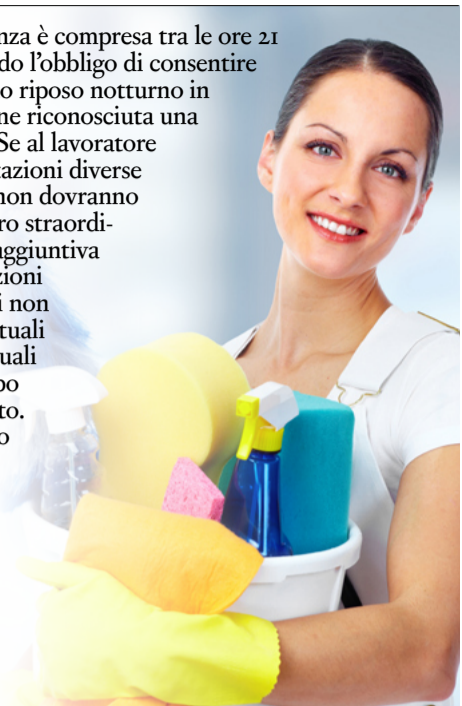 nza è compresa tra le ore 21
do l’obbligo di consentire
o riposo notturno in
ne riconosciuta una
Se al lavoratore
tazioni diverse
non dovranno
ro straordi-
aggiuntiva
zioni
i non
tuali
uali
po
to.
o